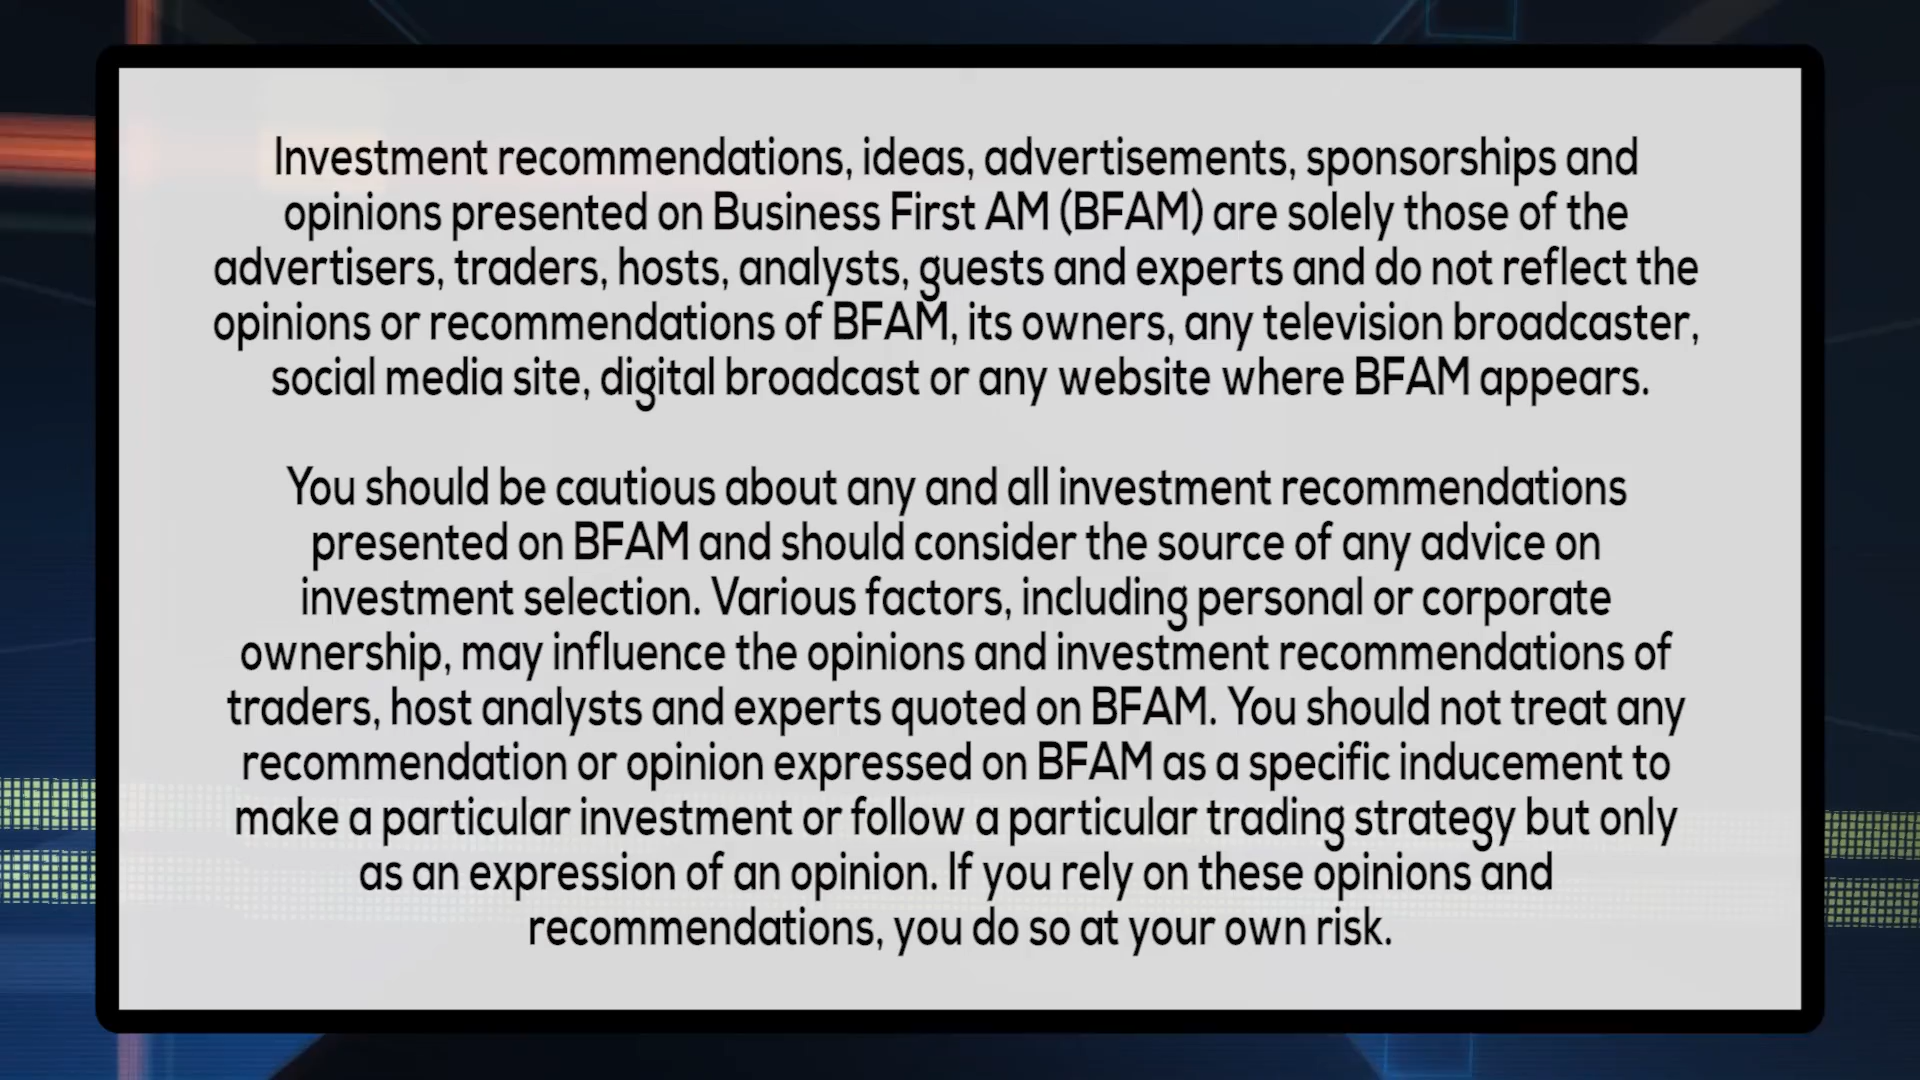 Investment recommendations, ideas, advertisements, sponsorships and
opinions presented on Business First AM (BFAM) are solely those of the
advertisers, traders, hosts, analysts, guests and experts and do not reflect the
opinions or recommendations of BFAM, its owners, any television broadcaster,
social media site, digital broadcast or any website where BFAM appears.
You should be cautious about any and all investment recommendations
presented on BFAM and should consider the source of any advice on
investment selection. Various factors, including personal or corporate
ownership, may influence the opinions and investment recommendations of
traders, host analysts and experts quoted on BFAM. You should not treat any
recommendation or opinion expressed on BFAM as a specific inducement to
make a particular investment or follow a particular trading strategy but only
as an expression of an opinion. If you rely on these opinions and
recommendations, you do so at your own risk.